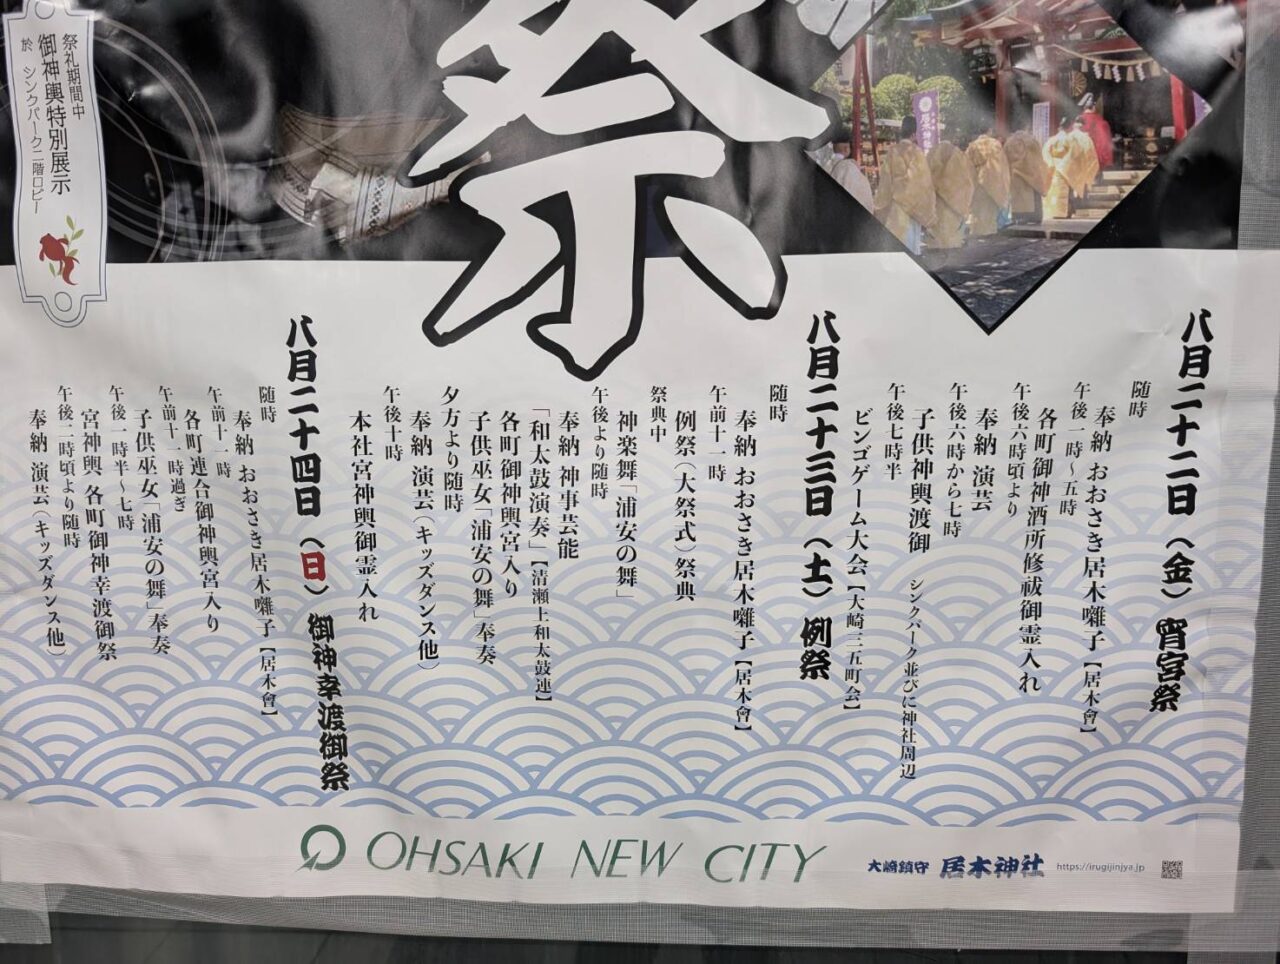 祭
居木神社
八月二十二日（金）宵宮祭
随時
奉納 おおさき居木囃子【居木會】
午後一時～五時
各町御神酒所修祓御霊入れ
午後六時頃より
奉納 演芸
午後六時から七時
子供神輿渡御 シンクパーク並びに神社周辺
午後七時半
ビンゴゲーム大会【大崎三五町会】
八月二十三日（土）例祭
随時
奉納 おおさき居木囃子【居木會】
午前十一時
例祭（大祭式）祭典
祭典中
神楽舞「浦安の舞」
午後より随時
奉納 神事芸能
「和太鼓演奏」【清瀬上和太鼓連】
各町御神輿宮入り
子供巫女「浦安の舞」奉奏
夕方より随時
奉納 演芸（キッズダンス他）
午後十時
本社宮神輿御霊入れ
八月二十四日（日）御神幸渡御祭
随時
奉納 おおさき居木囃子【居木會】
午前十一時
各町連合御神輿宮入り
午前十一時過ぎ
子供巫女「浦安の舞」奉奏
午後一時半～七時
宮神輿 各町御神幸渡御祭
午後二時頃より随時
奉納 演芸（キッズダンス他）
祭礼期間中
御神輿特別展示
於 シンクパーク二階ロビー
OHSAKI NEW CITY
大崎鎮守 居木神社 https://irugijinjya.jp